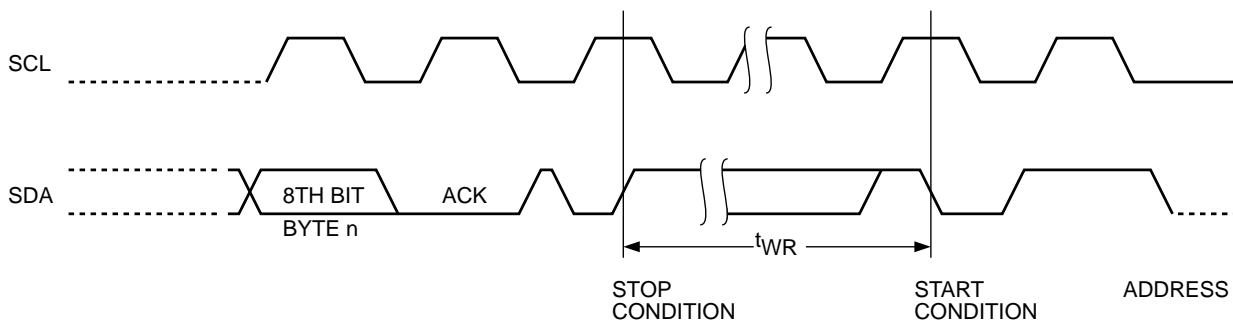 SCL
SDA
8TH BIT
ACK
BYTE n
tWR
STOP
CONDITION
START
CONDITION
ADDRESS